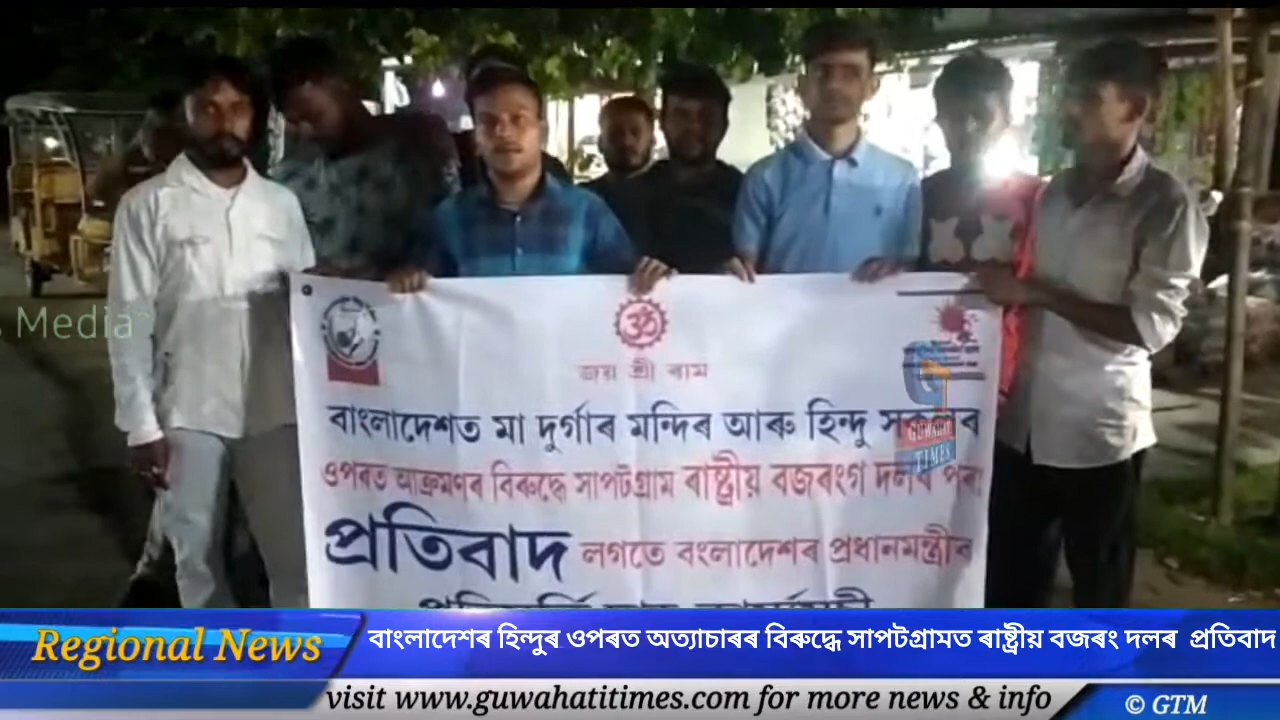 Media
জয় শ্ৰী ৰাম
বাংলাদেশত মা দুৰ্গাৰ মন্দিৰ আৰু হিন্দু সকলৰ
ওপৰত আক্ৰমণৰ বিৰুদ্ধে সাপটগ্ৰাম ৰাষ্ট্ৰীয় বজৰংগ দলৰ পৰা
প্ৰতিবাদ লগতে বংলাদেশৰ প্ৰধানমন্ত্ৰীৰ
GUWAHATI
TIMES
Regional News
বাংলাদেশৰ হিন্দুৰ ওপৰত অত্যাচাৰৰ বিৰুদ্ধে সাপটগ্ৰামত ৰাষ্ট্ৰীয় বজৰং দলৰ প্ৰতিবাদ
visit www.guwahatitimes.com for more news & info
© GTM